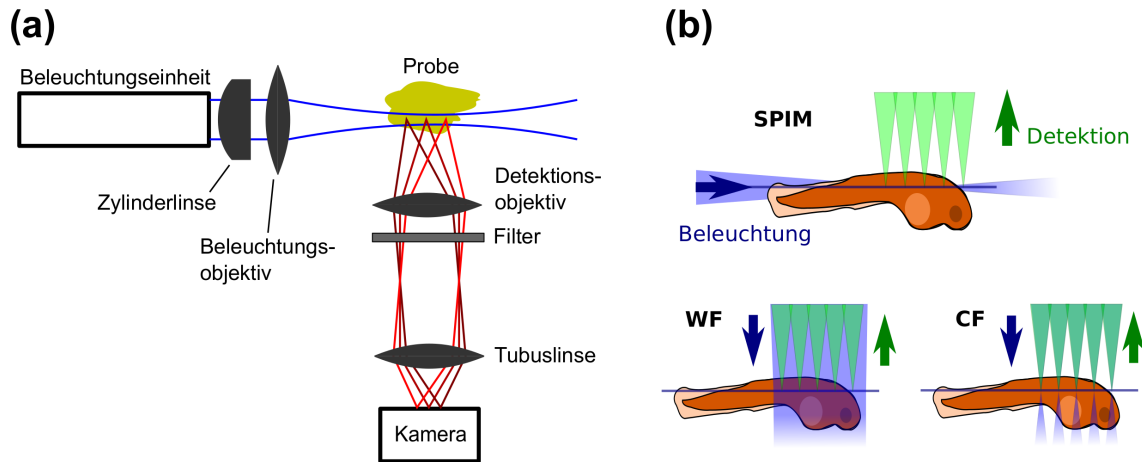 (a)
Beleuchtungseinheit
Probe
Zylinderlinse
Beleuchtungs-
objektiv
Detektions-
objektiv
Filter
Tubuslinse
Kamera
(b)
SPIM
Detektion
Beleuchtung
WF
CF